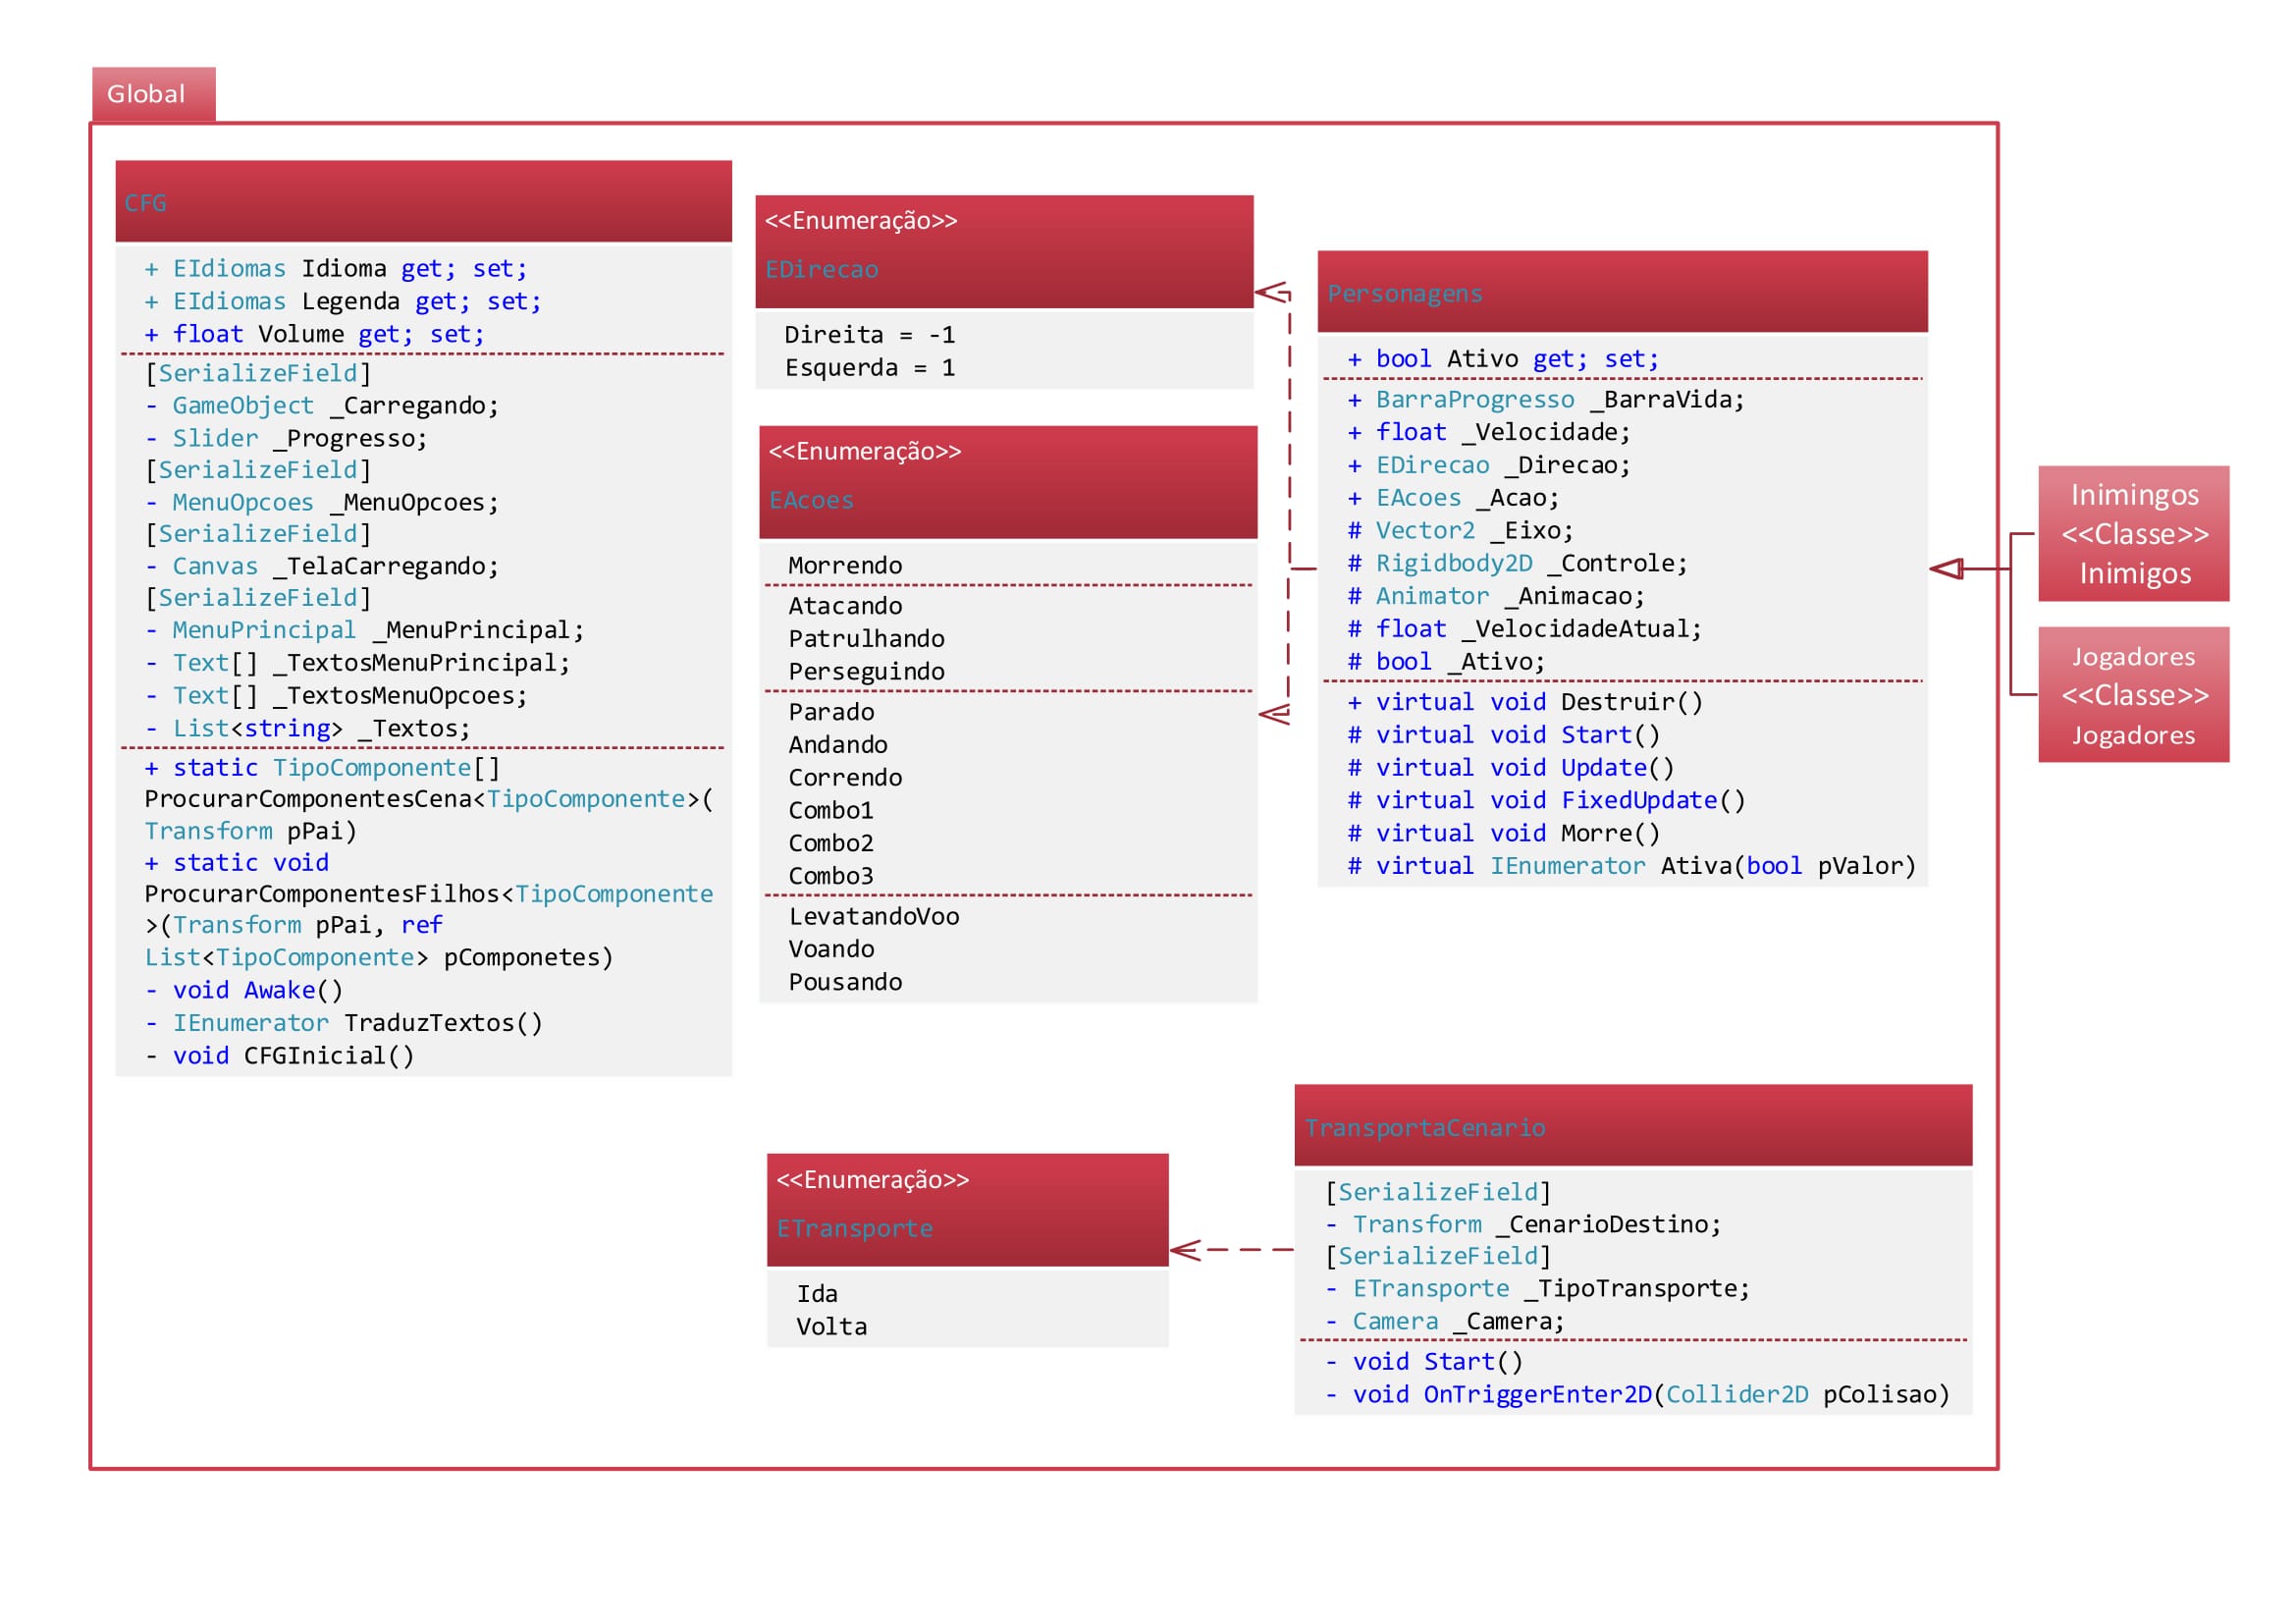 Global
CFG
+ EIdiomas Idioma get; set;
+ EIdiomas Legenda get; set;
+ float Volume get; set;
[SerializeField]
- GameObject _Carregando;
- Slider _Progresso;
[SerializeField]
- MenuOpcoes _MenuOpcoes;
[SerializeField]
- Canvas _TelaCarregando;
[SerializeField]
- MenuPrincipal _MenuPrincipal;
- Text[] _TextosMenuPrincipal;
- Text[] _TextosMenuOpcoes;
- List<string> _Textos;
+ static TipoComponente[]
ProcurarComponentesCena<TipoComponente>(
Transform pPai)
+ static void
ProcurarComponentesFilhos<TipoComponente
>(Transform pPai, ref
List<TipoComponente> pComponetes)
- void Awake()
- IEnumerator TraduzTextos()
- void CFGInicial()
<<Enumeração>>
EDirecao
Direita = -1
Esquerda = 1
<<Enumeração>>
EAcoes
Morrendo
Atacando
Patrulhando
Perseguindo
Parado
Andando
Correndo
Combo1
Combo2
Combo3
LevatandoVoo
Voando
Pousando
Personagens
+ bool Ativo get; set;
+ BarraProgresso _BarraVida;
+ float _Velocidade;
+ EDirecao _Direcao;
+ EAcoes _Acao;
# Vector2 _Eixo;
# Rigidbody2D _Controle;
# Animator _Animacao;
# float _VelocidadeAtual;
# bool _Ativo;
+ virtual void Destruir()
# virtual void Start()
# virtual void Update()
# virtual void FixedUpdate()
# virtual void Morre()
# virtual IEnumerator Ativa(bool pValor)
Inimingos
<<Classe>>
Inimigos
Jogadores
<<Classe>>
Jogadores
<<Enumeração>>
ETransporte
Ida
Volta
TransportaCenario
[SerializeField]
- Transform _CenarioDestino;
[SerializeField]
- ETransporte _TipoTransporte;
- Camera _Camera;
- void Start()
- void OnTriggerEnter2D(Collider2D pColisao)